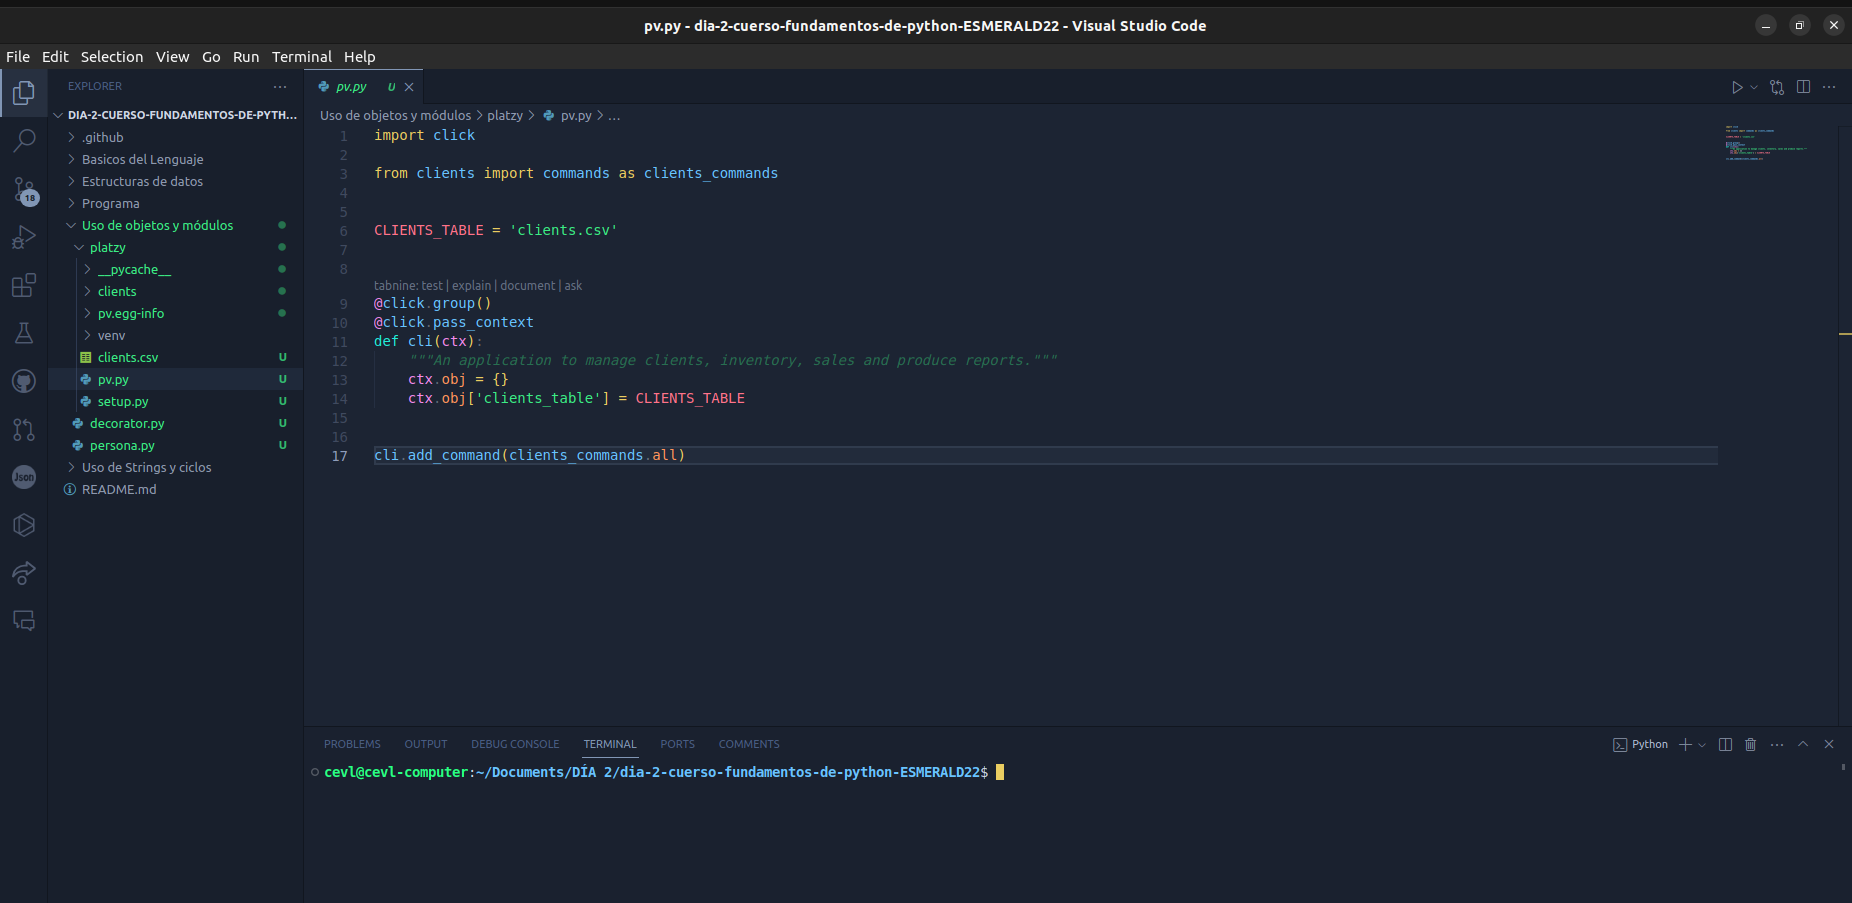 pv.py - dia-2-cuerso-fundamentos-de-python-ESMERALD22 - Visual Studio Code
File Edit Selection View Go Run Terminal Help
EXPLORER
DIA-2-CUERSO-FUNDAMENTOS-DE-PYTH...
.github
Basicos del Lenguaje
Estructuras de datos
18
Programa
Uso de objetos y módulos
platzy
__pycache__
clients
pv.egg-info
venv
clients.csv U
pv.py U
setup.py U
decorator.py U
persona.py U
Uso de Strings y ciclos
README.md
Json
pv.py U
Uso de objetos y módulos > platzy > pv.py > ...
1 import click
2
3 from clients import commands as clients_commands
4
5
6 CLIENTS_TABLE = 'clients.csv'
7
8
tabnine: test | explain | document | ask
9 @click.group()
10 @click.pass_context
11 def cli(ctx):
12 """An application to manage clients, inventory, sales and produce reports."""
13 ctx.obj = {}
14 ctx.obj['clients_table'] = CLIENTS_TABLE
15
16
17 cli.add_command(clients_commands.all)
PROBLEMS OUTPUT DEBUG CONSOLE TERMINAL PORTS COMMENTS
Python
cevl@cevl-computer:~/Documents/DÍA 2/dia-2-cuerso-fundamentos-de-python-ESMERALD22$